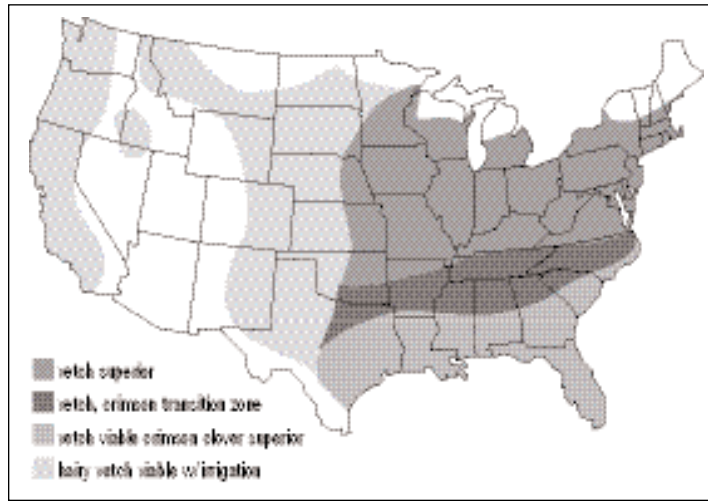 vetch superior
vetch, crimson transition zone
vetch viable crimson clover superior
hairy vetch viable w/irrigation